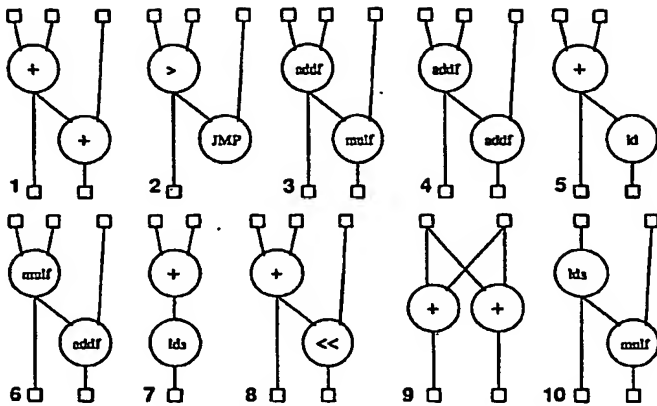 + > addf addf +
+ JMP mulf addf ld
1 2 3 4 5
mulf + + + + lds
addf lds << mulf
6 7 8 9 10